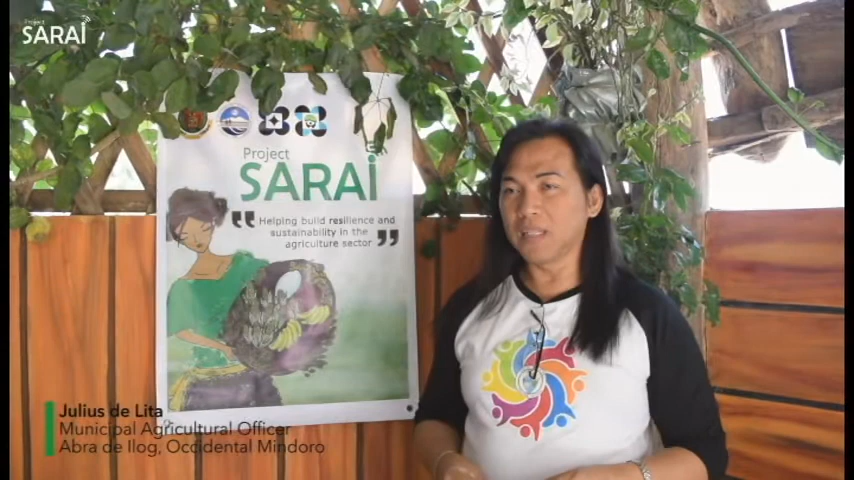 Project
SARAI
Project
SARAI
Helping build resilience and
sustainability in the
agriculture sector
Julius de Lita
Municipal Agricultural Officer
Abra de Ilog, Occidental Mindoro